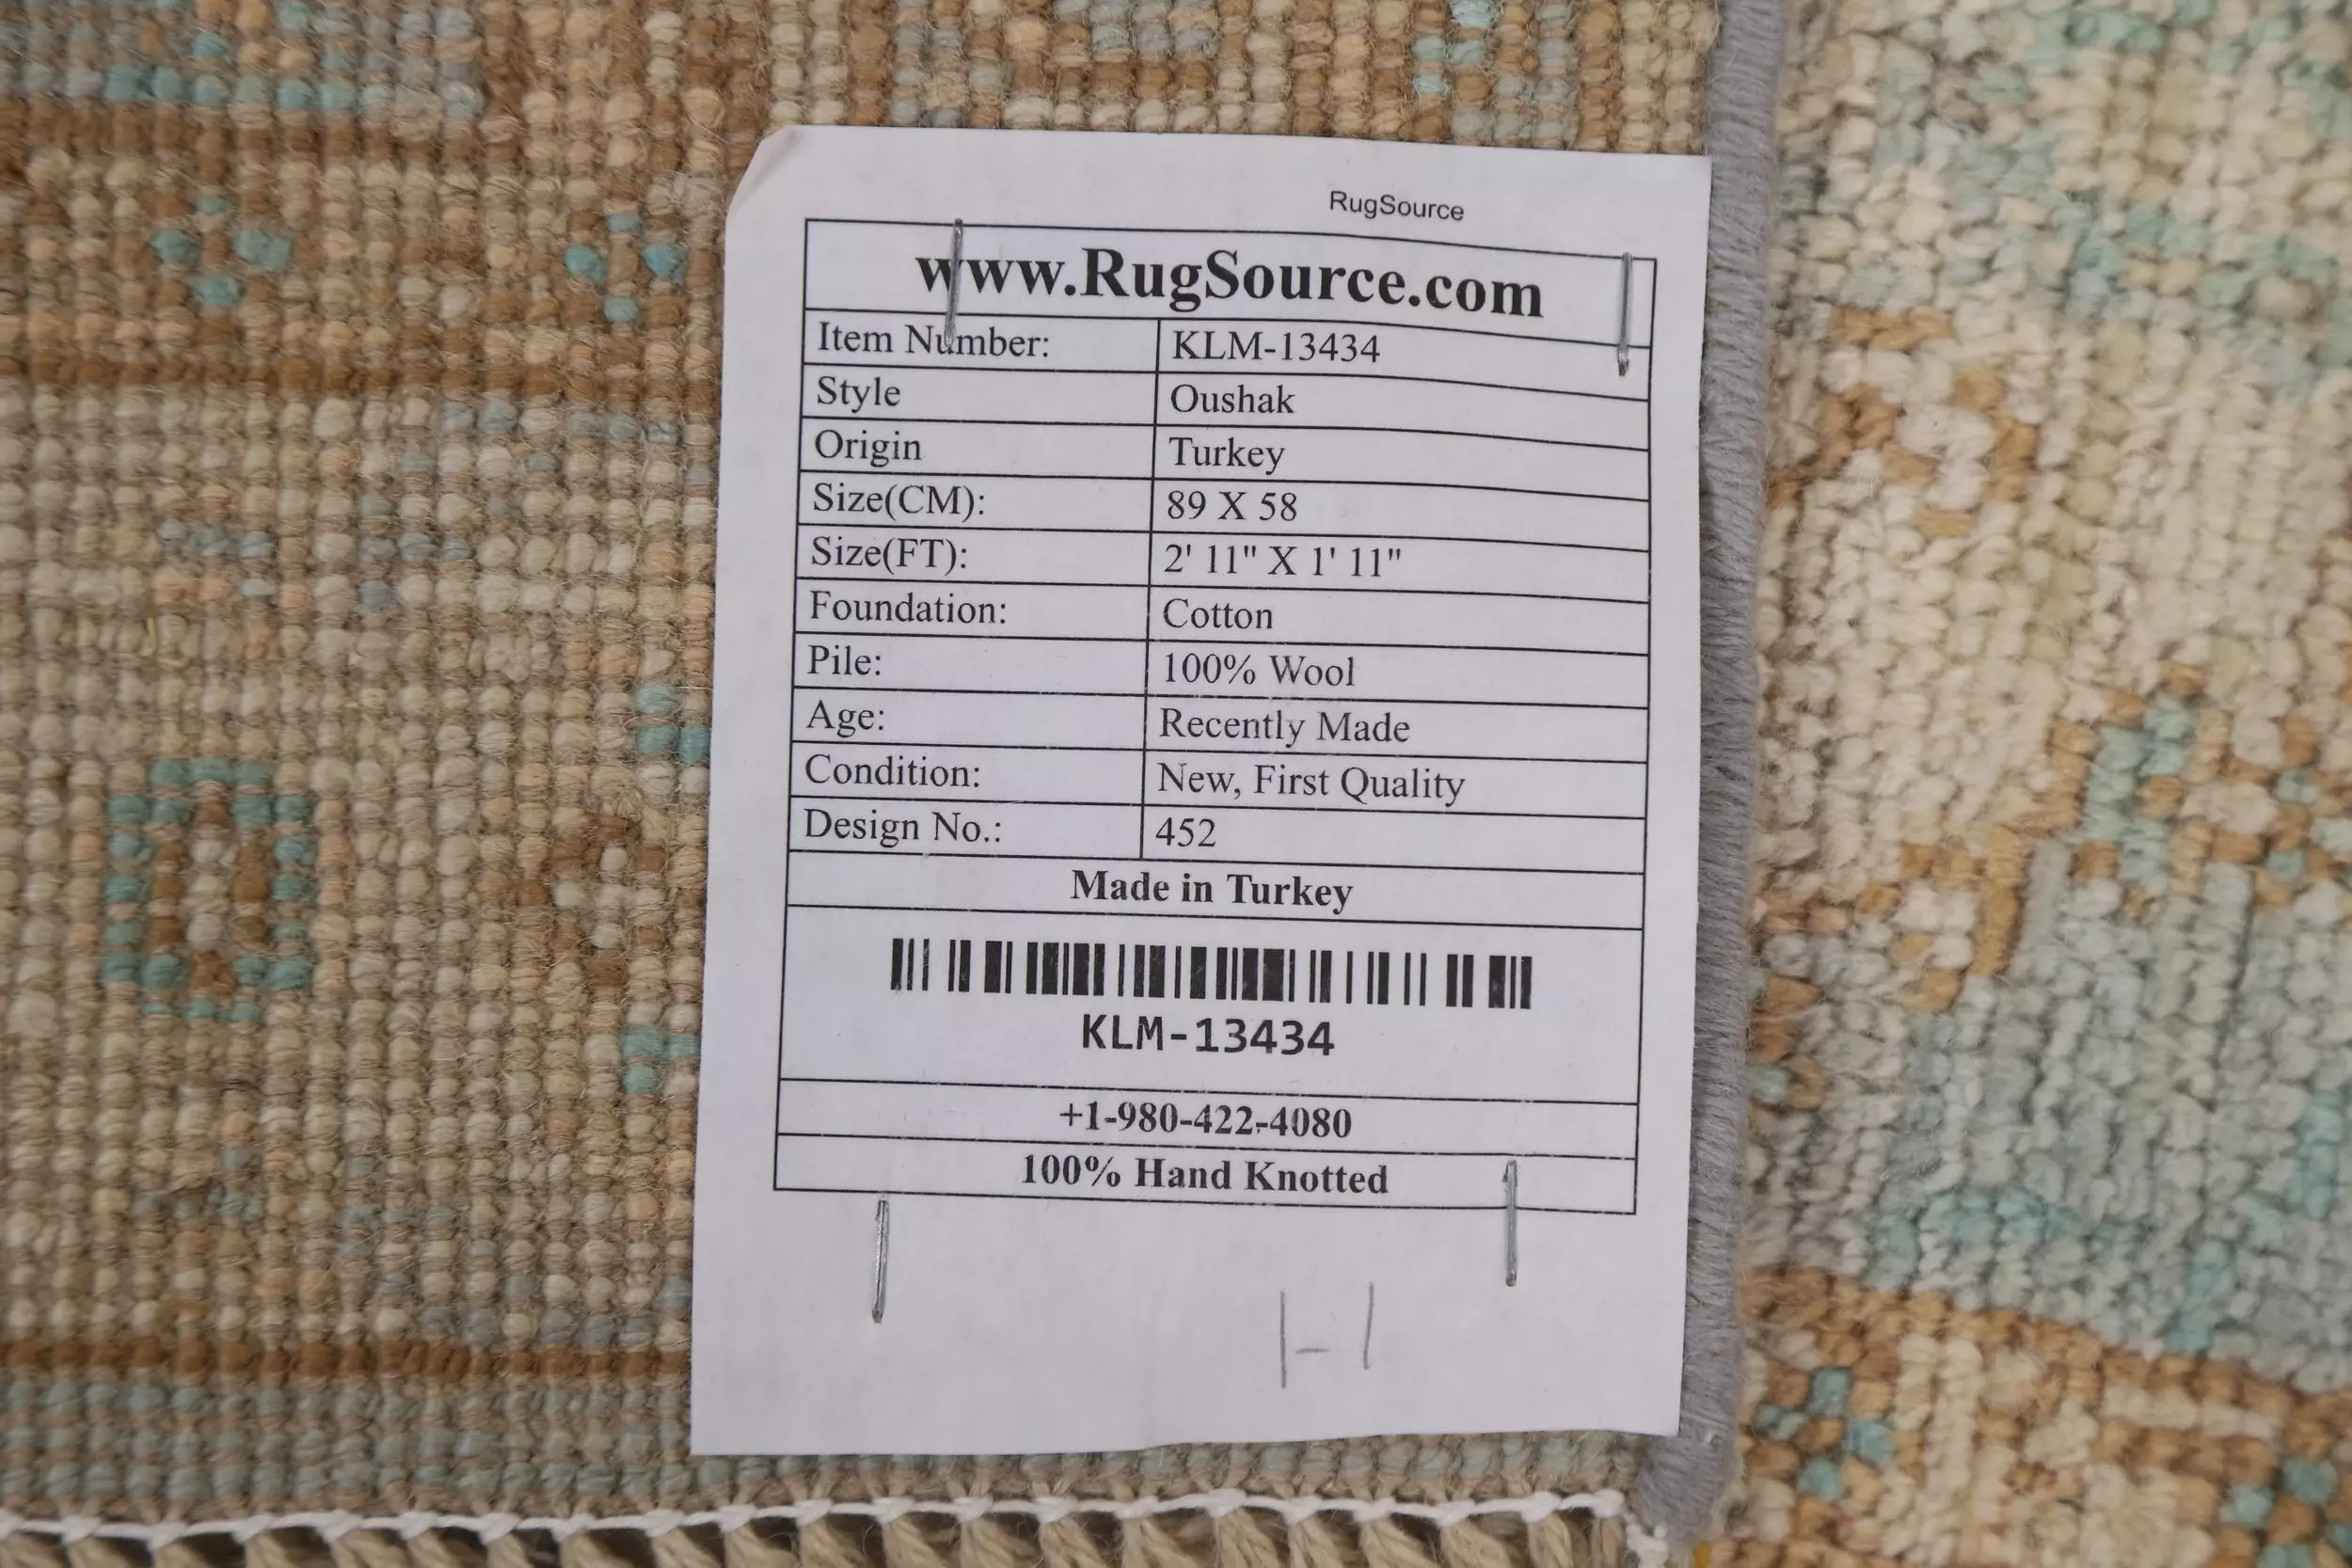 RugSource
www.RugSource.com
Item Number: KLM-13434
Style Oushak
Origin Turkey
Size(CM): 89 X 58
Size(FT): 2' 11" X 1' 11"
Foundation: Cotton
Pile: 100% Wool
Age: Recently Made
Condition: New, First Quality
Design No.: 452
Made in Turkey
KLM-13434
+1-980-422-4080
100% Hand Knotted
1-1